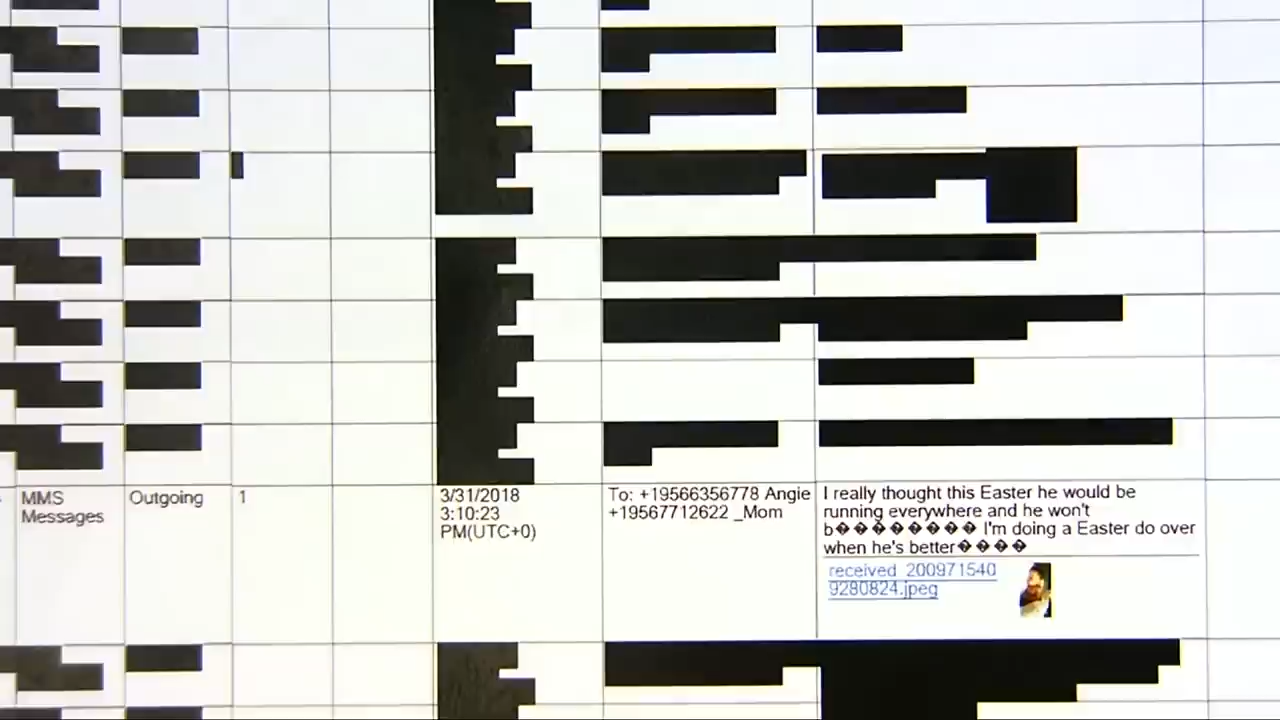 MMS
Messages
Outgoing
1
3/31/2018
3:10:23
PM(UTC+0)
To: +19566356778 Angie
+19567712622 _Mom
I really thought this Easter he would be
running everywhere and he won't
b�������� I'm doing a Easter do over
when he's better����
received_200971540
9280824.jpeg